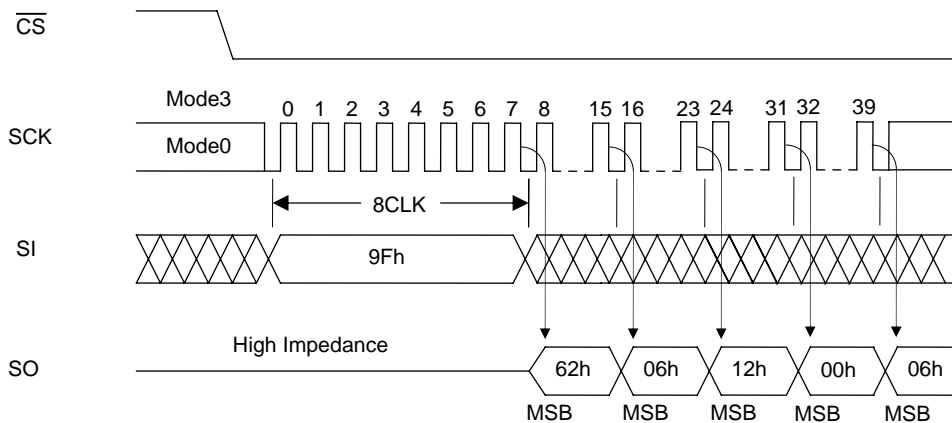 CS
Mode3
0 1 2 3 4 5 6 7 8 15 16 23 24 31 32 39
SCK
Mode0
8CLK
SI
9Fh
High Impedance
SO
62h 06h 12h 00h 06h
MSB MSB MSB MSB MSB